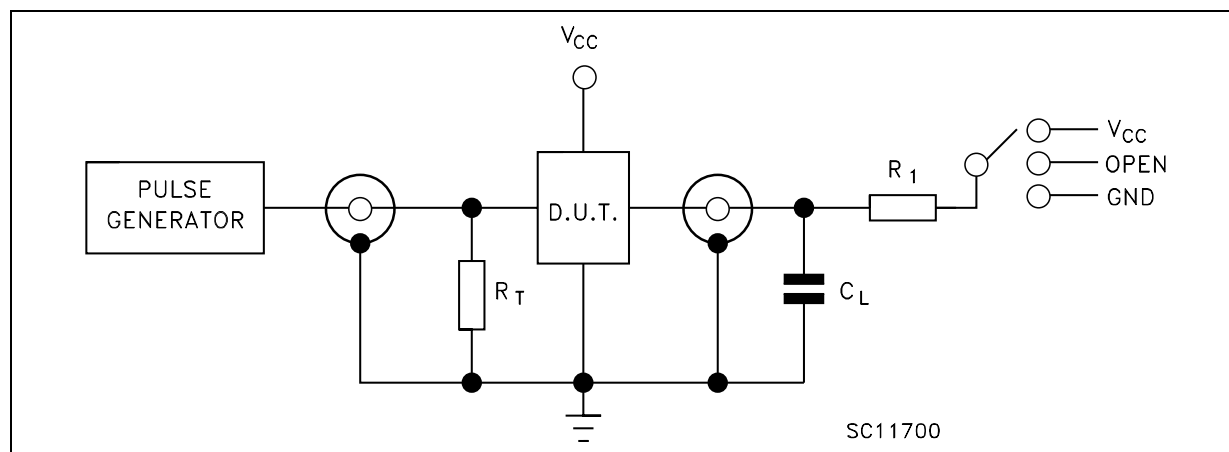 VCC
PULSE
GENERATOR
D.U.T.
RT
R1
CL
VCC
OPEN
GND
SC11700